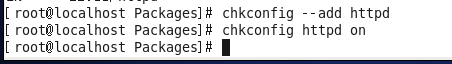 [ root@localhost Packages]# chkconfig --add httpd
[ root@localhost Packages]# chkconfig httpd on
[ root@localhost Packages]#